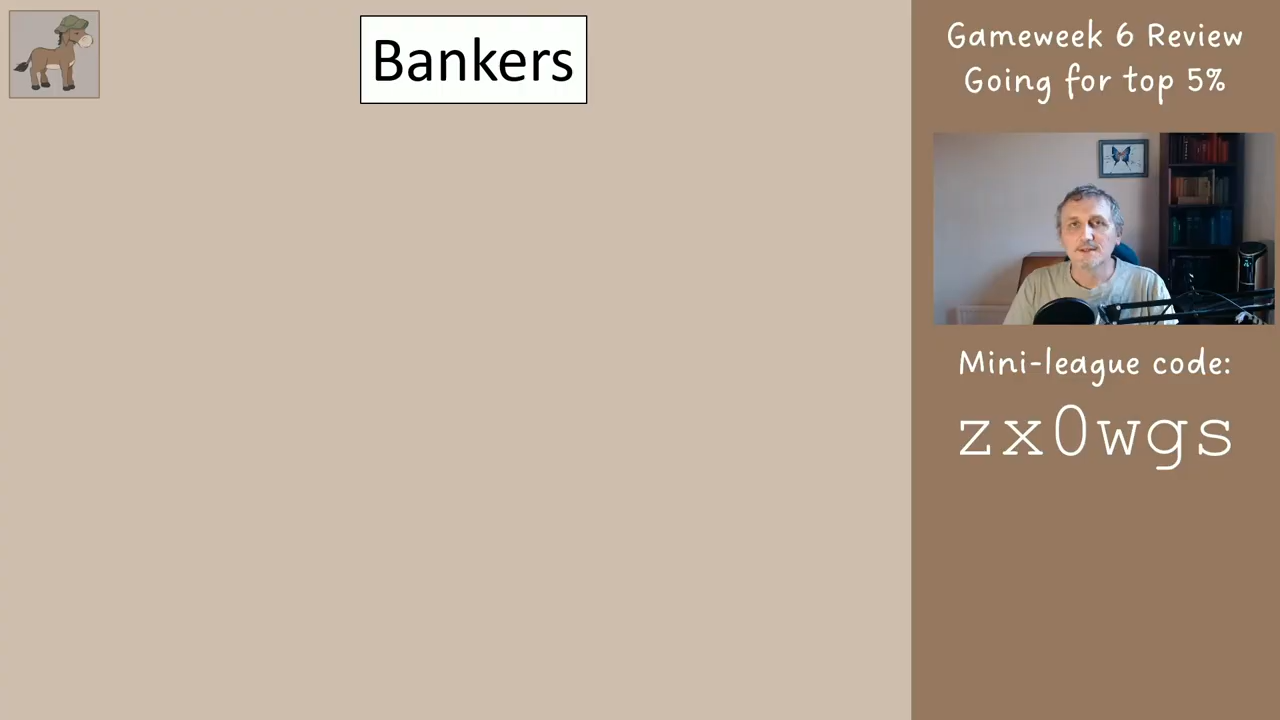 Bankers
Gameweek 6 Review
Going for top 5%
Mini-league code:
zx0wgs